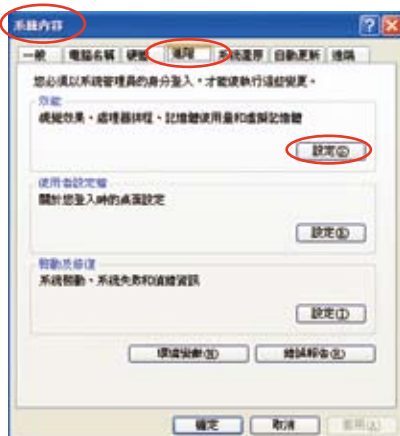 系統內容
一般 電腦名稱 硬體 進階 系統還原 自動更新 遠端
您必須以系統管理員的身分登入，才能夠執行這些變更。
效能
視覺效果、處理器排程、記憶體使用量和虛擬記憶體
設定(S)
使用者設定檔
關於您登入時的桌面設定
設定(E)
啟動及修復
系統啟動、系統失敗和偵錯資訊
設定(T)
環境變數(N) 錯誤報告(R)
確定 取消 套用(A)